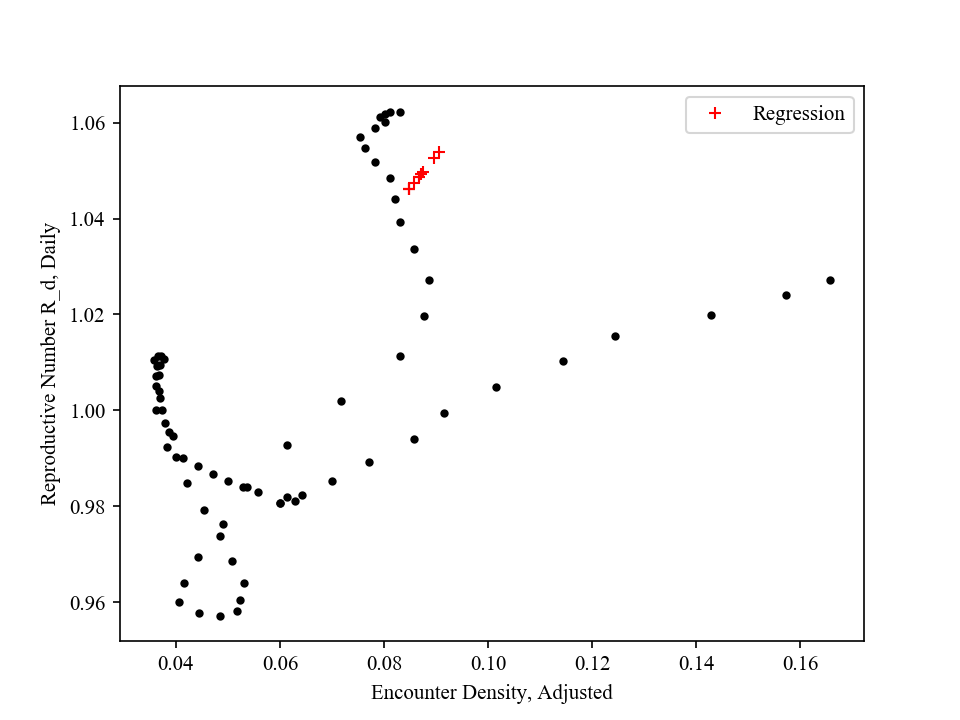 Regression
1.06
1.04
1.02
1.00
0.98
0.96
Reproductive Number R_d, Daily
0.04 0.06 0.08 0.10 0.12 0.14 0.16
Encounter Density, Adjusted